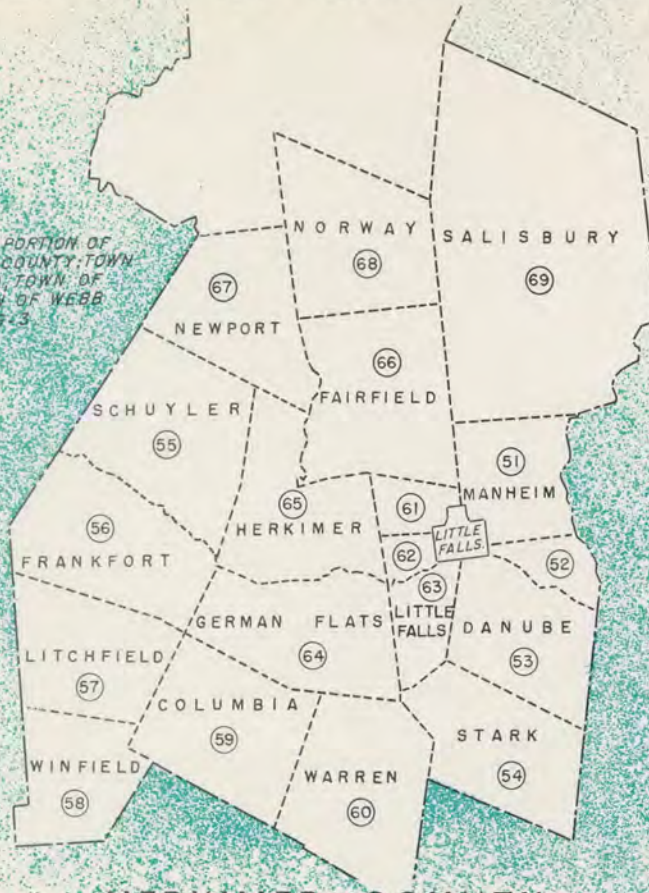 PORTION OF
COUNTY: TOWN
TOWN OF
OF WEBB
NORWAY
68
SALISBURY
69
67
NEWPORT
66
FAIRFIELD
SCHUYLER
55
51
MANHEIM
65
HERKIMER
61
LITTLE
FALLS.
56
FRANKFORT
62
52
63
LITTLE
FALLS
GERMAN FLATS
64
DANUBE
53
LITCHFIELD
57
COLUMBIA
59
STARK
54
WINFIELD
58
WARREN
60